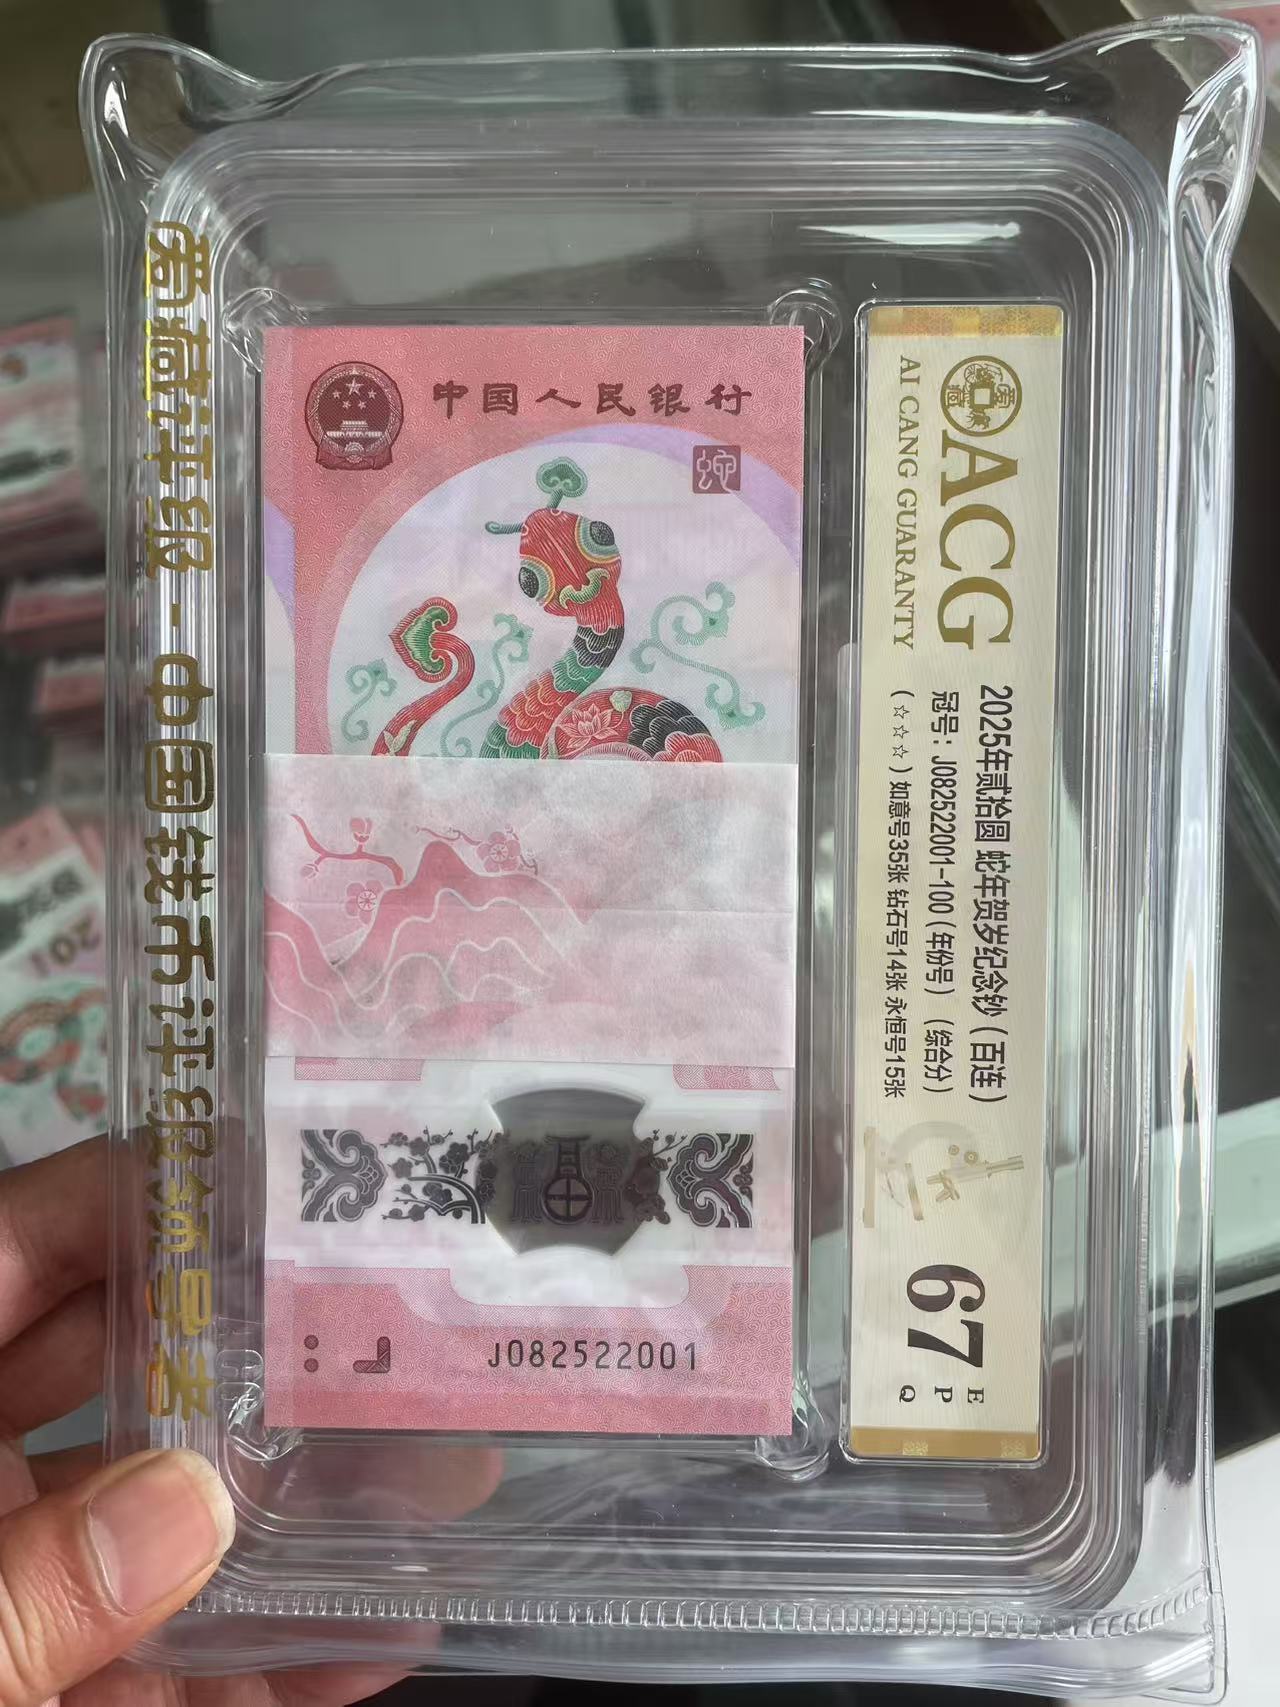 爱藏评级-中国钱币评级领导者
中国人民银行
蛇
J082522001
ACG
AI CANG GUARANTY
2025年贰拾圆 蛇年贺岁纪念钞（百连）
冠号：J082522001-100（年份号）（综合分）
（☆☆☆）如意号35张 钻石号14张 永恒号15张
67
E
P
Q
201